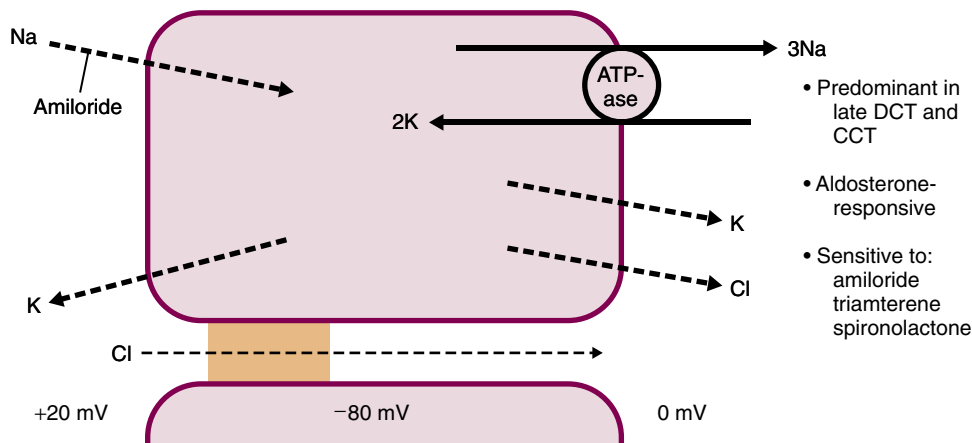 Na
Amiloride
3Na
ATP-
ase
2K
• Predominant in
late DCT and
CCT
• Aldosterone-
responsive
• Sensitive to:
amiloride
triamterene
spironolactone
K
Cl
K
Cl
+20 mV
−80 mV
0 mV